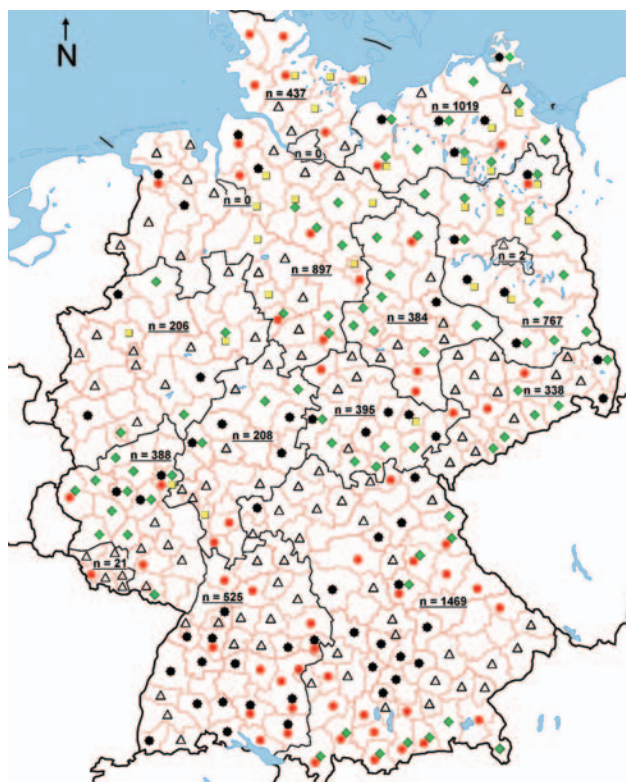 N
n = 437
n = 1019
n = 0
n = 0
n = 2
n = 897
n = 206
n = 384
n = 767
n = 338
n = 395
n = 208
n = 388
n = 21
n = 525
n = 1469